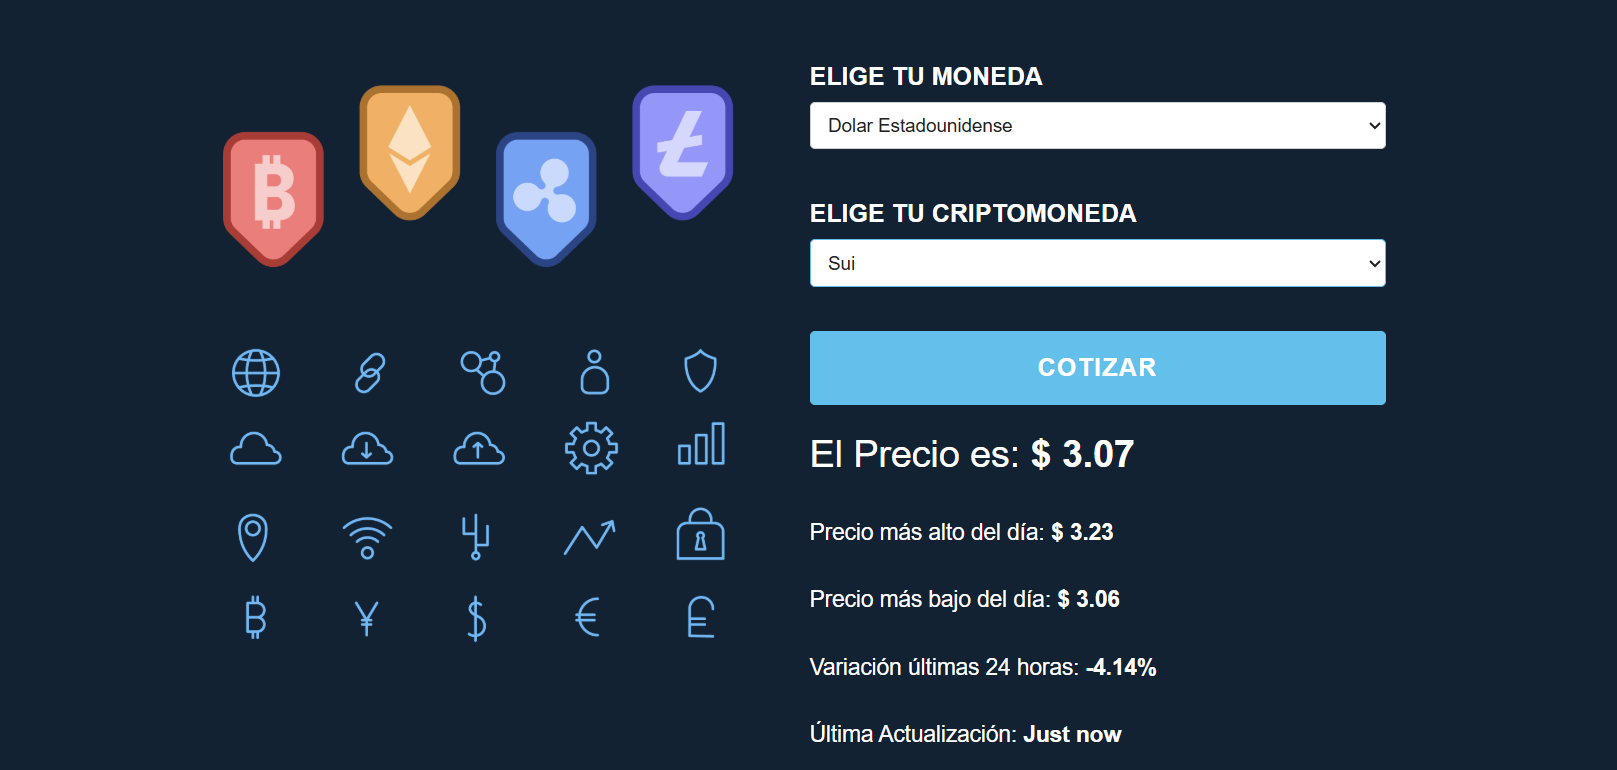 ELIGE TU MONEDA
Dolar Estadounidense
ELIGE TU CRIPTOMONEDA
Sui
COTIZAR
El Precio es: $ 3.07
Precio más alto del día: $ 3.23
Precio más bajo del día: $ 3.06
Variación últimas 24 horas: -4.14%
Última Actualización: Just now